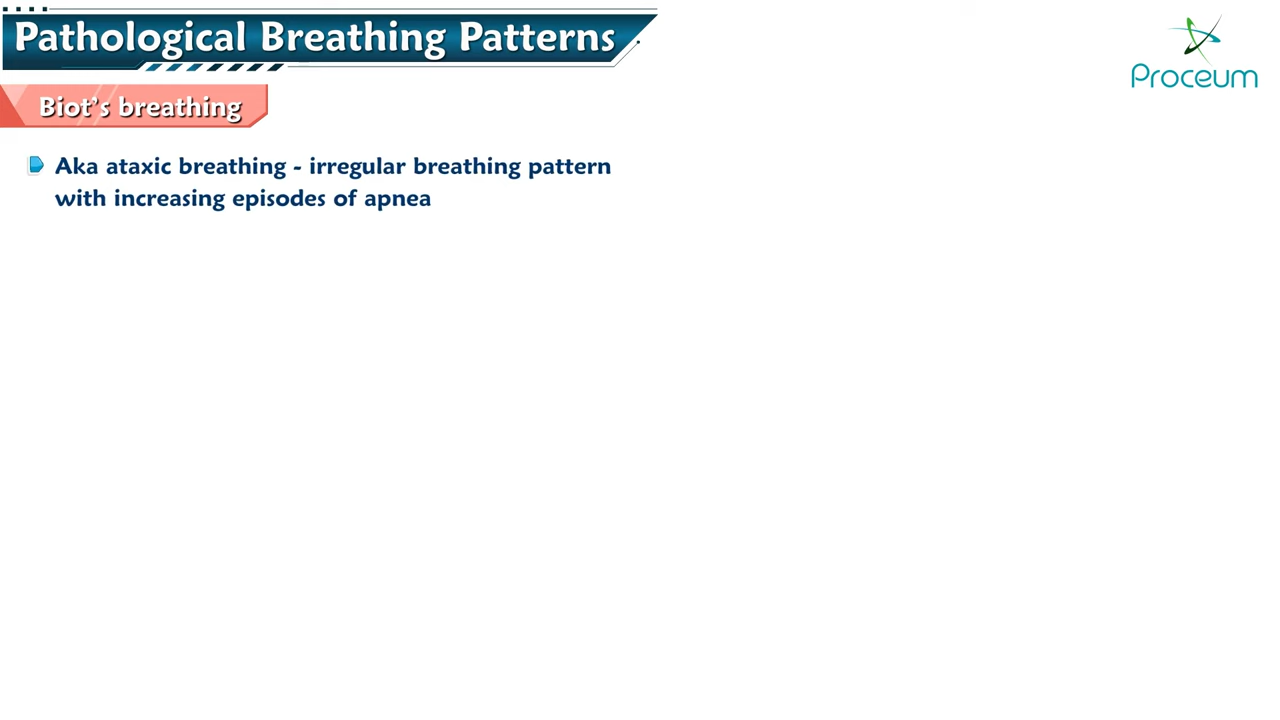 Pathological Breathing Patterns
Proceum
Biot's breathing
Aka ataxic breathing - irregular breathing pattern
with increasing episodes of apnea